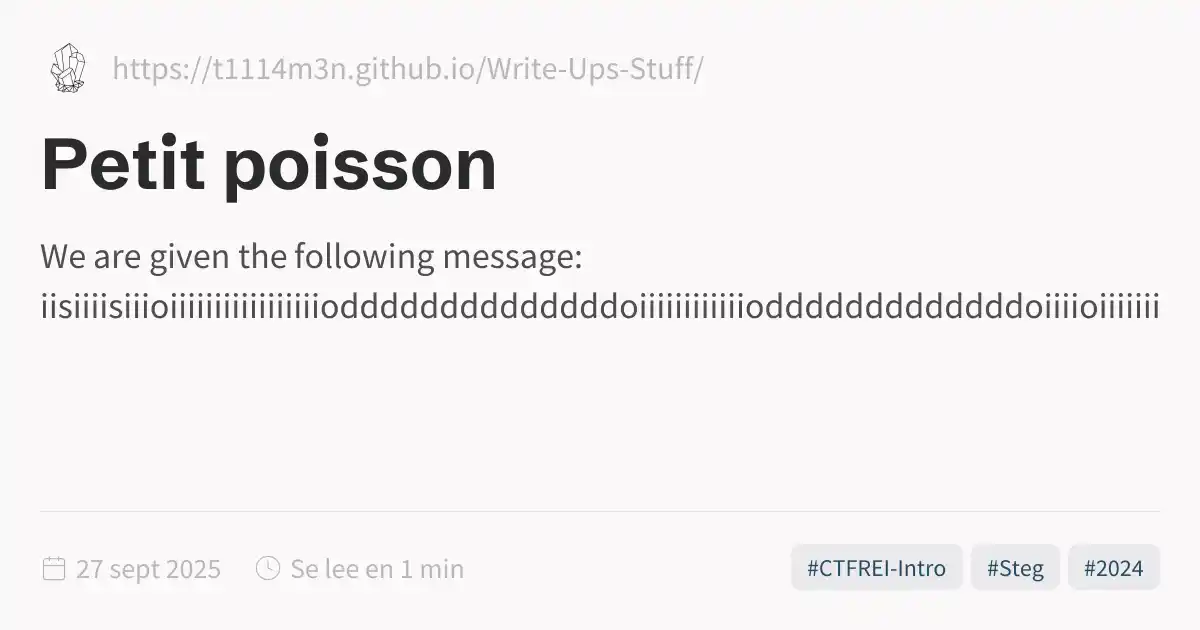 https://t1114m3n.github.io/Write-Ups-Stuff/
Petit poisson
We are given the following message:
iisiiiisiiioiiiiiiiiiiiiiiiiioddddddddddddddoiiiiiiiiiiiiodddddddddddddoiiiioiiiiiii
27 sept 2025
Se lee en 1 min
#CTFREI-Intro
#Steg
#2024